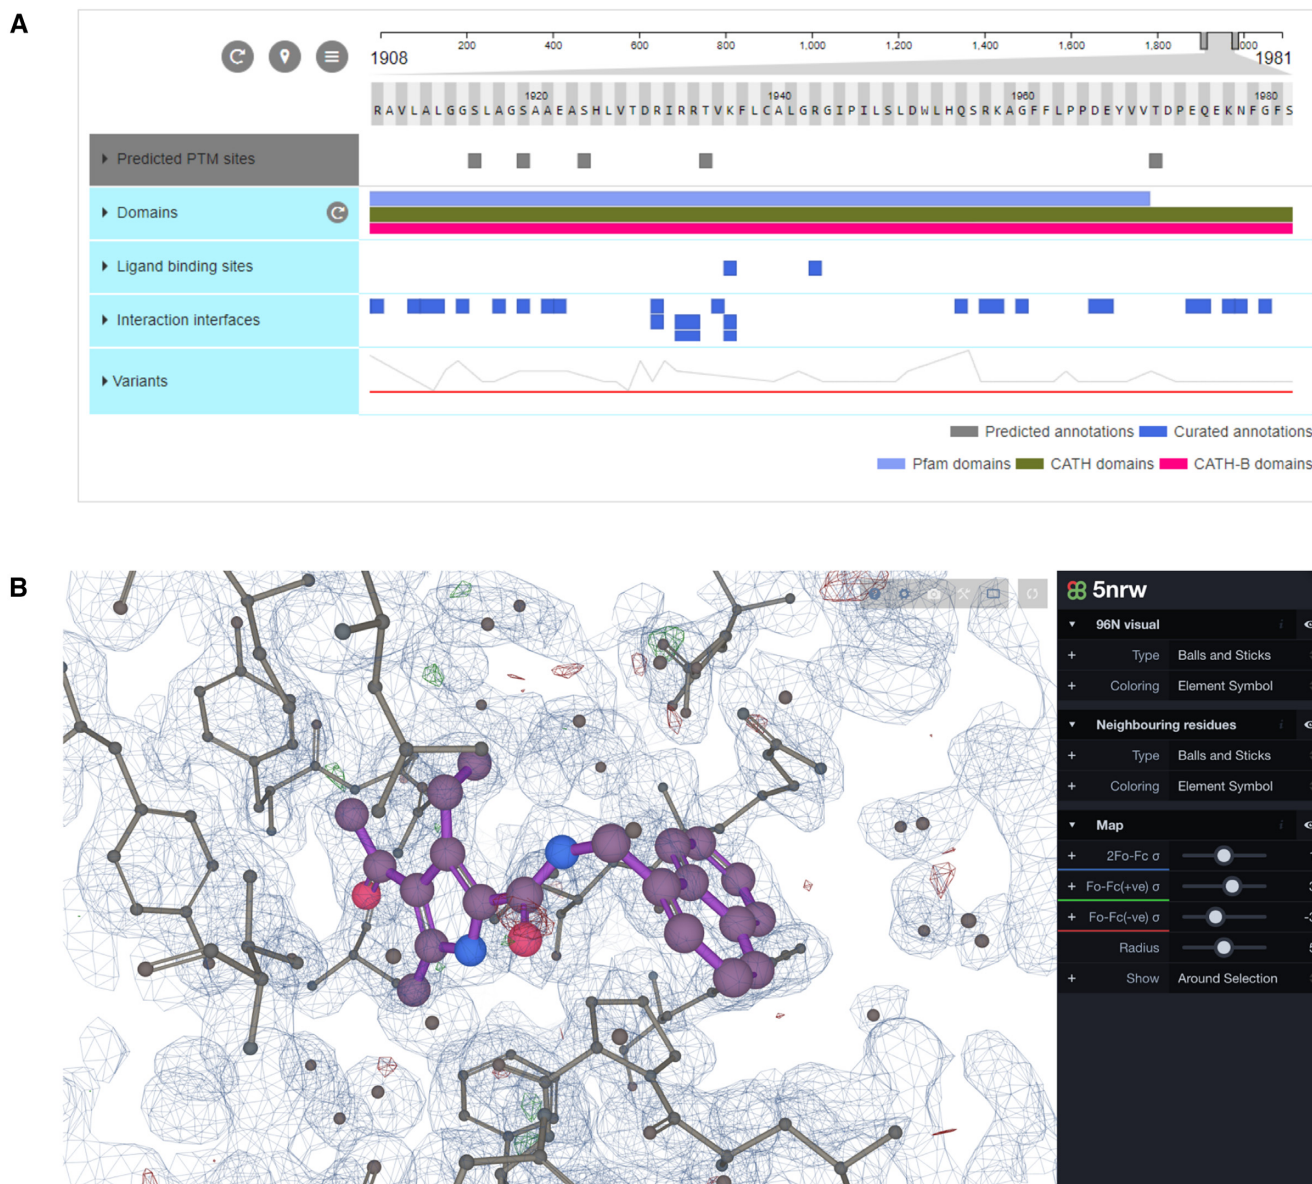 A
200 400 600 800 1,000 1,200 1,400 1,600 1,800 000
1908 1981
1920 1940 1960 1980
R A V L A L G G S L A G S A A E A S H L V T D R I R R T V K F L C A L G R G I P I L S L D W L H Q S R K A G F F L P P D E Y V V T D P E Q E K N F G F S
Predicted PTM sites
Domains
Ligand binding sites
Interaction interfaces
Variants
Predicted annotations Curated annotations
Pfam domains CATH domains CATH-B domains
B
5nrw
96N visual
+ Type Balls and Sticks
+ Coloring Element Symbol
Neighbouring residues
+ Type Balls and Sticks
+ Coloring Element Symbol
Map
+ 2Fo-Fc σ
+ Fo-Fc(+ve) σ
+ Fo-Fc(-ve) σ
Radius
+ Show Around Selection